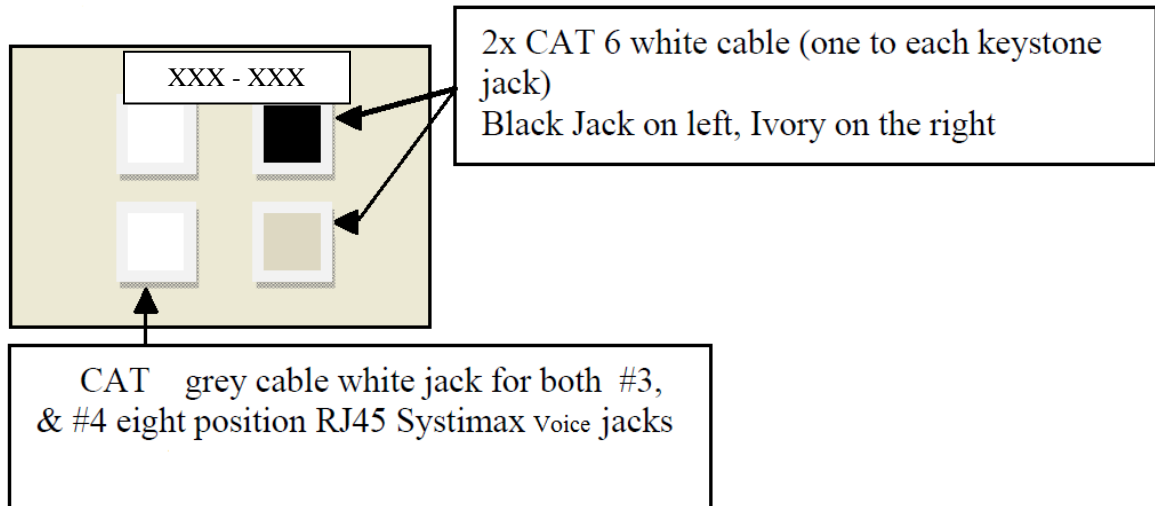 XXX - XXX
2x CAT 6 white cable (one to each keystone
jack)
Black Jack on left, Ivory on the right
CAT grey cable white jack for both #3,
& #4 eight position RJ45 Systimax Voice jacks